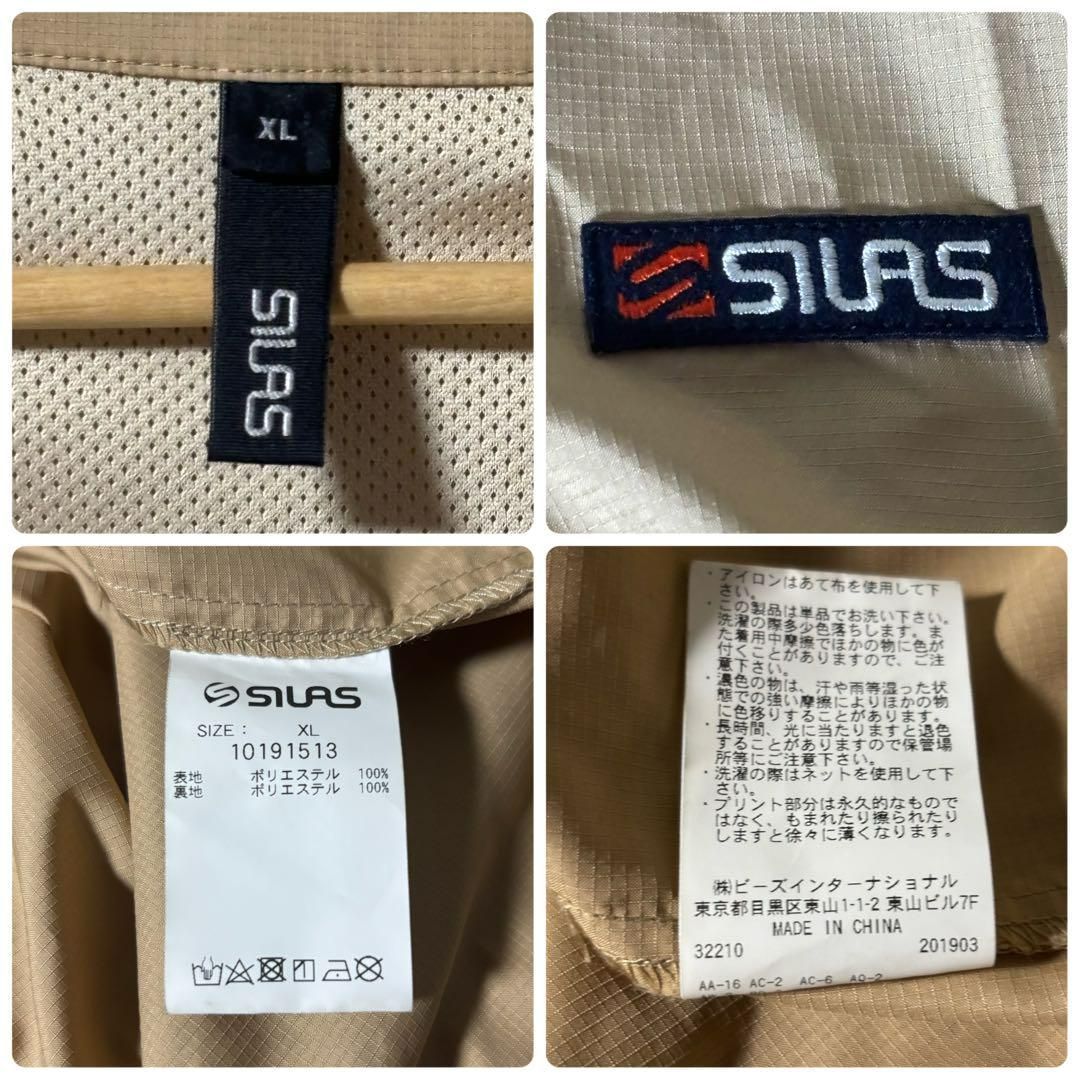 XL
SILAS
SILAS
SILAS
SIZE： XL
10191513
表地 ポリエステル 100%
裏地 ポリエステル 100%
・アイロンはあて布を使用して下
さい。
・この製品は単品でお洗い下さい。
洗濯の際多少色落ちします。ま
た着用中摩擦でほかの物に色が
付くことがありますので、ご注
意下さい。
・濃色の物は、汗や雨等湿った状
態での強い摩擦によりほかの物
に色移りすることがあります。
・長時間、光に当たりますと退色
することがありますので保管場
所等にご注意下さい。
・洗濯の際はネットを使用して下
さい。
・プリント部分は永久的なもので
はなく、もまれたり擦られたり
しますと徐々に薄くなります。
㈱ビーズインターナショナル
東京都目黒区東山1-1-2 東山ビル7F
MADE IN CHINA
32210 201903
AA-16 AC-2 AC-6 AO-2